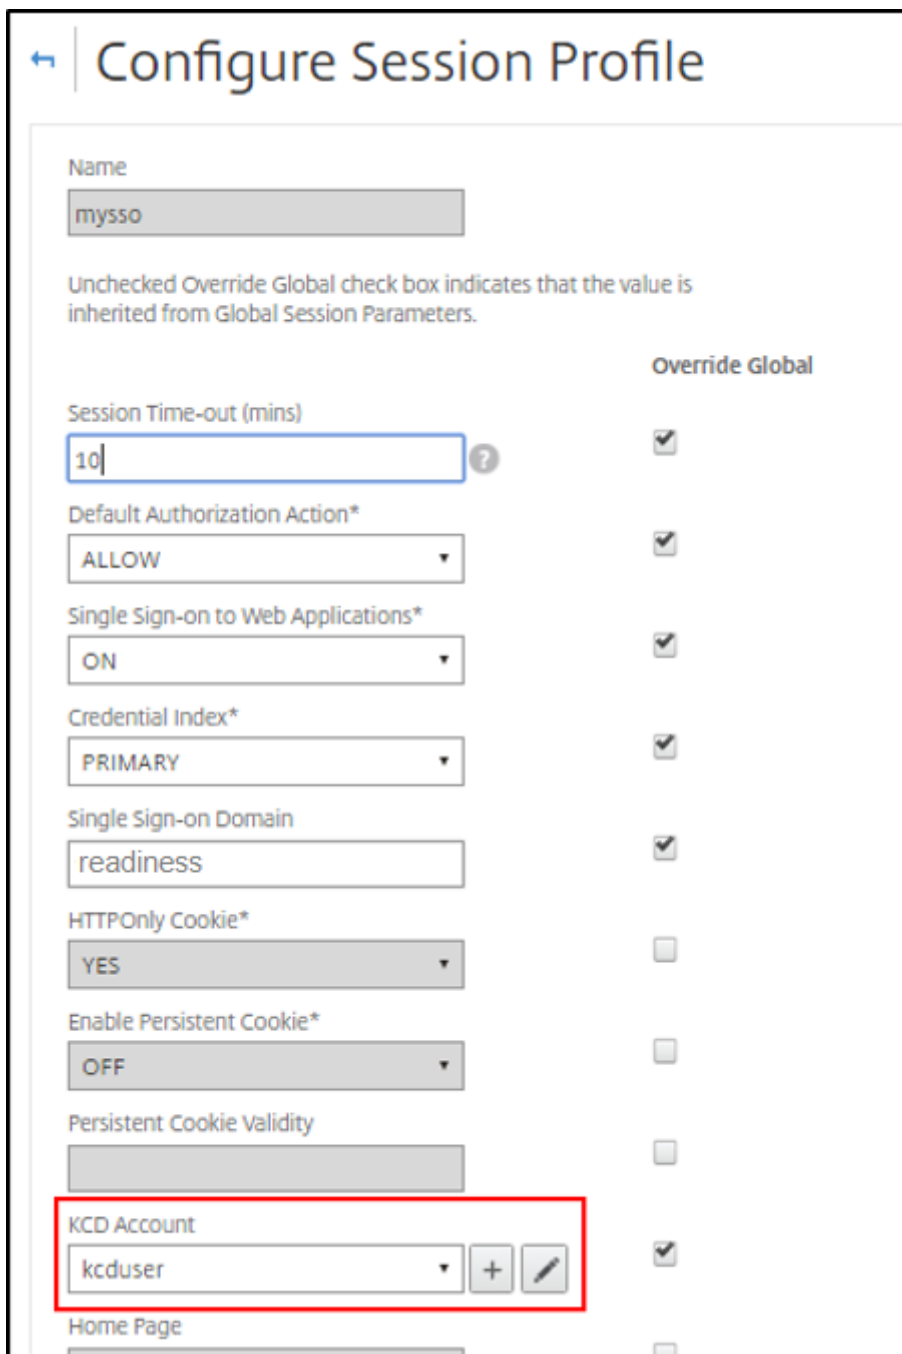 Configure Session Profile
Name
mysso
Unchecked Override Global check box indicates that the value is
inherited from Global Session Parameters.
Override Global
Session Time-out (mins)
10
?
Default Authorization Action*
ALLOW
Single Sign-on to Web Applications*
ON
Credential Index*
PRIMARY
Single Sign-on Domain
readiness
HTTPOnly Cookie*
YES
Enable Persistent Cookie*
OFF
Persistent Cookie Validity
KCD Account
kcduser
+
Home Page